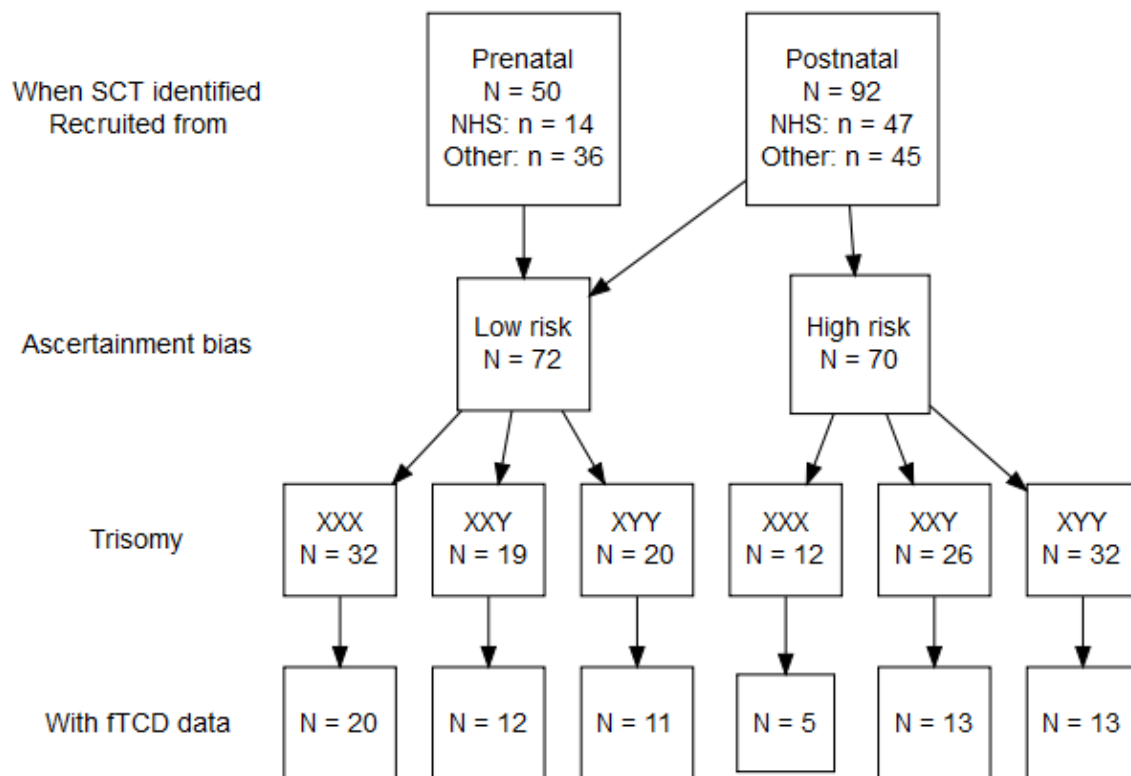 When SCT identified
Recruited from
Prenatal
N = 50
NHS: n = 14
Other: n = 36
Postnatal
N = 92
NHS: n = 47
Other: n = 45
Ascertainment bias
Low risk
N = 72
High risk
N = 70
Trisomy
XXX
N = 32
XXY
N = 19
XYY
N = 20
XXX
N = 12
XXY
N = 26
XYY
N = 32
With fTCD data
N = 20
N = 12
N = 11
N = 5
N = 13
N = 13